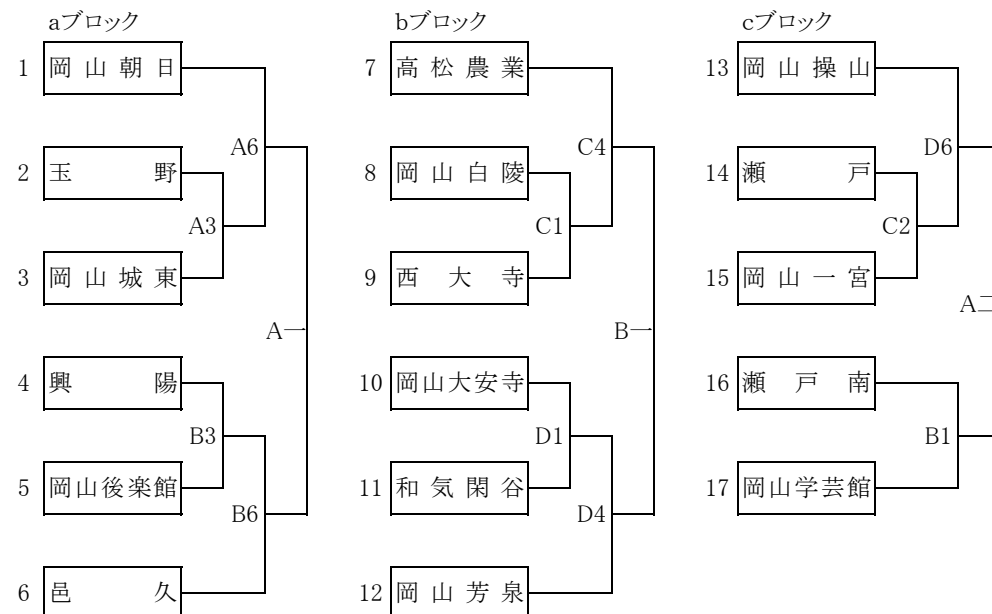 aブロック
1 岡山朝日
2 玉野
3 岡山城東
4 興陽
5 岡山後楽館
6 邑久
A6
A3
A一
B3
B6
bブロック
7 高松農業
8 岡山白陵
9 西大寺
10 岡山大安寺
11 和気閑谷
12 岡山芳泉
C4
C1
B一
D1
D4
cブロック
13 岡山操山
14 瀬戸
15 岡山一宮
16 瀬戸南
17 岡山学芸館
D6
C2
A二
B1